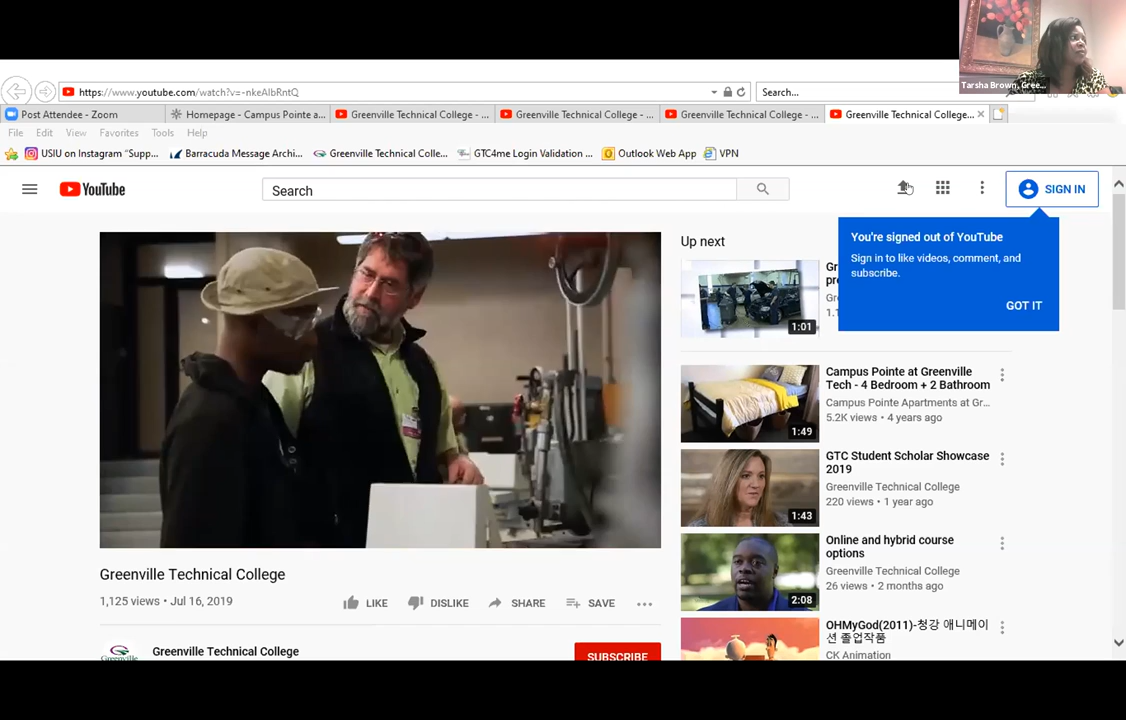 Tarsha Brown, Gree...
https://www.youtube.com/watch?v=-nkeAIbRntQ
Search...
Post Attendee - Zoom
Homepage - Campus Pointe a...
Greenville Technical College - ...
Greenville Technical College - ...
Greenville Technical College - ...
Greenville Technical College...
File Edit View Favorites Tools Help
USIU on Instagram "Supp...
Barracuda Message Archi...
Greenville Technical Colle...
GTC4me Login Validation ...
Outlook Web App
VPN
YouTube
Search
SIGN IN
You're signed out of YouTube
Sign in to like videos, comment, and
subscribe.
GOT IT
Up next
Gr
pr
Gre
1.1
1:01
Campus Pointe at Greenville
Tech - 4 Bedroom + 2 Bathroom
Campus Pointe Apartments at Gr...
5.2K views • 4 years ago
1:49
GTC Student Scholar Showcase
2019
Greenville Technical College
220 views • 1 year ago
1:43
Online and hybrid course
options
Greenville Technical College
26 views • 2 months ago
2:08
OHMyGod(2011)-청강 애니메이
션 졸업작품
CK Animation
Greenville Technical College
1,125 views • Jul 16, 2019
LIKE
DISLIKE
SHARE
SAVE
Greenville
Greenville Technical College
SUBSCRIBE